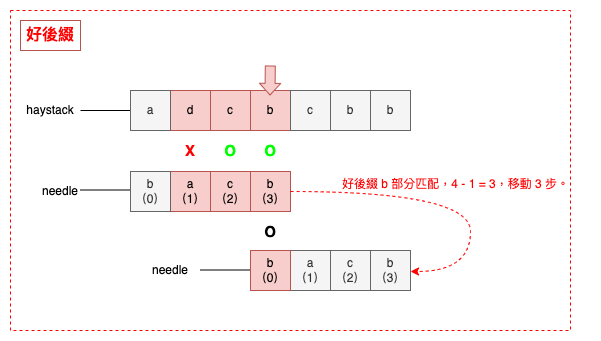 好後綴
haystack a d c b c b b
X O O
needle b a c b
(0) (1) (2) (3)
好後綴 b 部分匹配，4 - 1 = 3，移動 3 步。
O
needle b a c b
(0) (1) (2) (3)